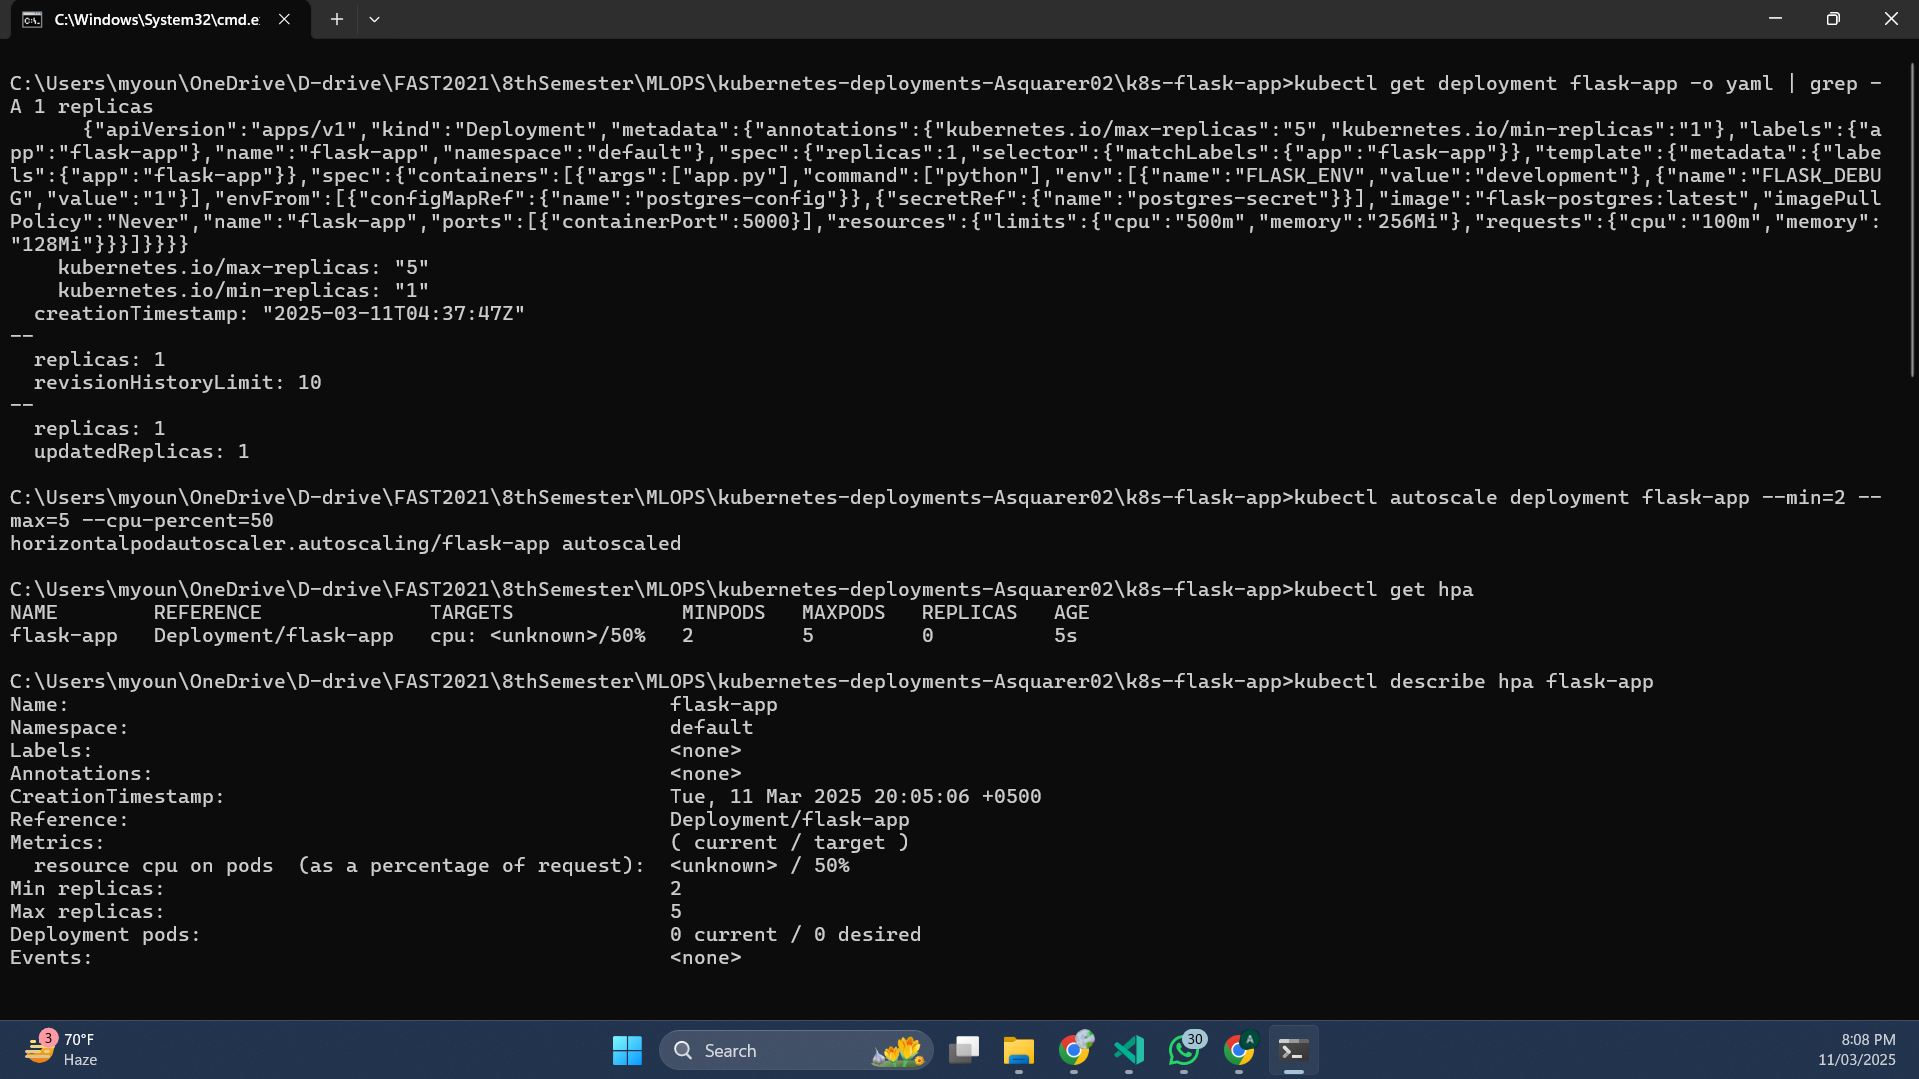 C:\Windows\System32\cmd.e
C:\Users\myoun\OneDrive\D-drive\FAST2021\8thSemester\MLOPS\kubernetes-deployments-Asquarer02\k8s-flask-app>kubectl get deployment flask-app -o yaml | grep -
A 1 replicas
      {"apiVersion":"apps/v1","kind":"Deployment","metadata":{"annotations":{"kubernetes.io/max-replicas":"5","kubernetes.io/min-replicas":"1"},"labels":{"a
pp":"flask-app"},"name":"flask-app","namespace":"default"},"spec":{"replicas":1,"selector":{"matchLabels":{"app":"flask-app"}},"template":{"metadata":{"labe
ls":{"app":"flask-app"}},"spec":{"containers":[{"args":["app.py"],"command":["python"],"env":[{"name":"FLASK_ENV","value":"development"},{"name":"FLASK_DEBU
G","value":"1"}],"envFrom":[{"configMapRef":{"name":"postgres-config"}},{"secretRef":{"name":"postgres-secret"}}],"image":"flask-postgres:latest","imagePull
Policy":"Never","name":"flask-app","ports":[{"containerPort":5000}],"resources":{"limits":{"cpu":"500m","memory":"256Mi"},"requests":{"cpu":"100m","memory":
"128Mi"}}}]}}}}
    kubernetes.io/max-replicas: "5"
    kubernetes.io/min-replicas: "1"
  creationTimestamp: "2025-03-11T04:37:47Z"
--
  replicas: 1
  revisionHistoryLimit: 10
--
  replicas: 1
  updatedReplicas: 1
C:\Users\myoun\OneDrive\D-drive\FAST2021\8thSemester\MLOPS\kubernetes-deployments-Asquarer02\k8s-flask-app>kubectl autoscale deployment flask-app --min=2 --
max=5 --cpu-percent=50
horizontalpodautoscaler.autoscaling/flask-app autoscaled
C:\Users\myoun\OneDrive\D-drive\FAST2021\8thSemester\MLOPS\kubernetes-deployments-Asquarer02\k8s-flask-app>kubectl get hpa
NAME        REFERENCE              TARGETS              MINPODS   MAXPODS   REPLICAS   AGE
flask-app   Deployment/flask-app   cpu: <unknown>/50%   2         5         0          5s
C:\Users\myoun\OneDrive\D-drive\FAST2021\8thSemester\MLOPS\kubernetes-deployments-Asquarer02\k8s-flask-app>kubectl describe hpa flask-app
Name:                                                  flask-app
Namespace:                                             default
Labels:                                                <none>
Annotations:                                           <none>
CreationTimestamp:                                     Tue, 11 Mar 2025 20:05:06 +0500
Reference:                                             Deployment/flask-app
Metrics:                                               ( current / target )
  resource cpu on pods  (as a percentage of request):  <unknown> / 50%
Min replicas:                                          2
Max replicas:                                          5
Deployment pods:                                       0 current / 0 desired
Events:                                                <none>
3
70°F
Haze
Search
30
A
8:08 PM
11/03/2025